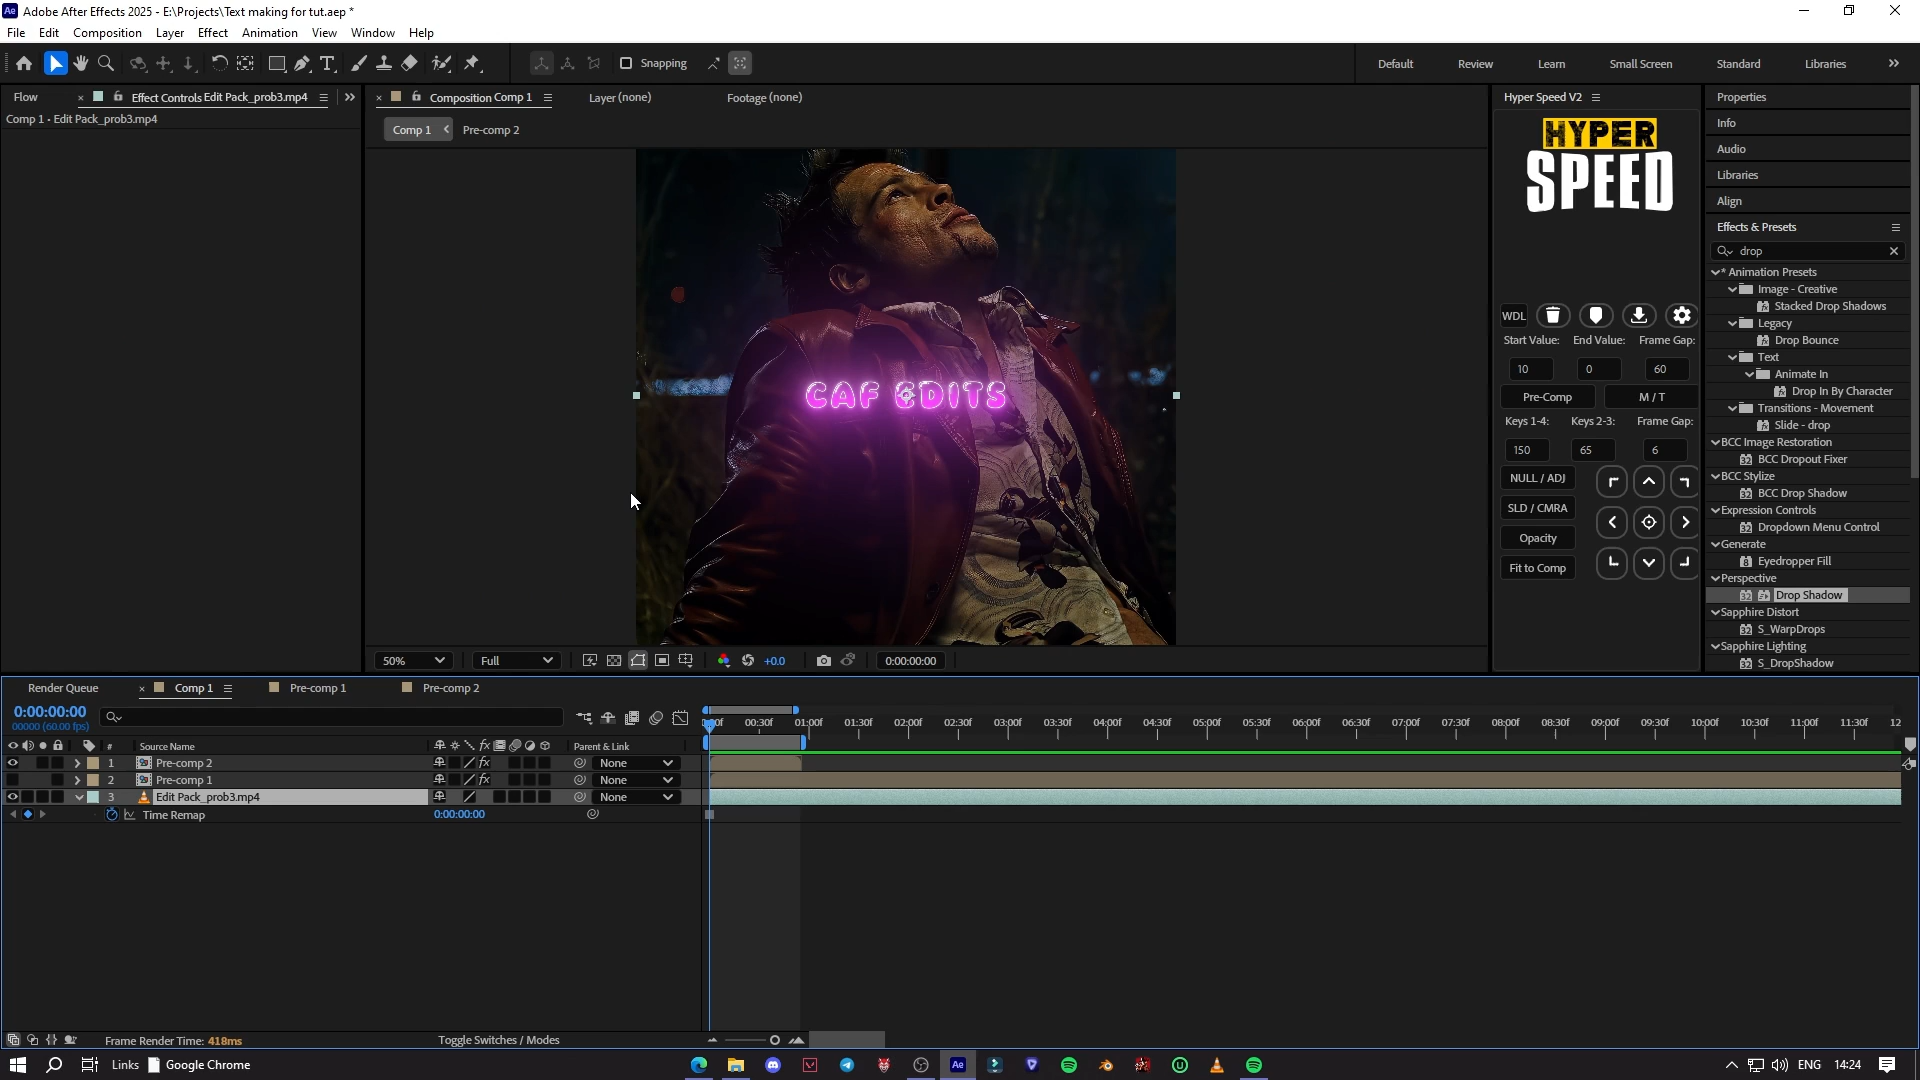 Adobe After Effects 2025 - E:\Projects\Text making for tut.aep *
File Edit Composition Layer Effect Animation View Window Help
Snapping
Default Review Learn Small Screen Standard Libraries
Flow Effect Controls Edit Pack_prob3.mp4
Comp 1 • Edit Pack_prob3.mp4
Composition Comp 1 Layer (none) Footage (none)
Comp 1 Pre-comp 2
CAF EDITS
50% Full +0.0 0:00:00:00
Hyper Speed V2
HYPER
SPEED
WDL
Start Value: End Value: Frame Gap:
10 0 60
Pre-Comp M / T
Keys 1-4: Keys 2-3: Frame Gap:
150 65 6
NULL / ADJ
SLD / CMRA
Opacity
Fit to Comp
Properties
Info
Audio
Libraries
Align
Effects & Presets
drop
* Animation Presets
Image - Creative
Stacked Drop Shadows
Legacy
Drop Bounce
Text
Animate In
Drop In By Character
Transitions - Movement
Slide - drop
BCC Image Restoration
BCC Dropout Fixer
BCC Stylize
BCC Drop Shadow
Expression Controls
Dropdown Menu Control
Generate
Eyedropper Fill
Perspective
Drop Shadow
Sapphire Distort
S_WarpDrops
Sapphire Lighting
S_DropShadow
Render Queue Comp 1 Pre-comp 1 Pre-comp 2
0:00:00:00
00000 (60.00 fps)
00:30f 01:00f 01:30f 02:00f 02:30f 03:00f 03:30f 04:00f 04:30f 05:00f 05:30f 06:00f 06:30f 07:00f 07:30f 08:00f 08:30f 09:00f 09:30f 10:00f 10:30f 11:00f 11:30f 12
# Source Name Parent & Link
1 Pre-comp 2 None
2 Pre-comp 1 None
3 Edit Pack_prob3.mp4 None
Time Remap 0:00:00:00
Frame Render Time: 418ms Toggle Switches / Modes
Links Google Chrome Ae ENG 14:24